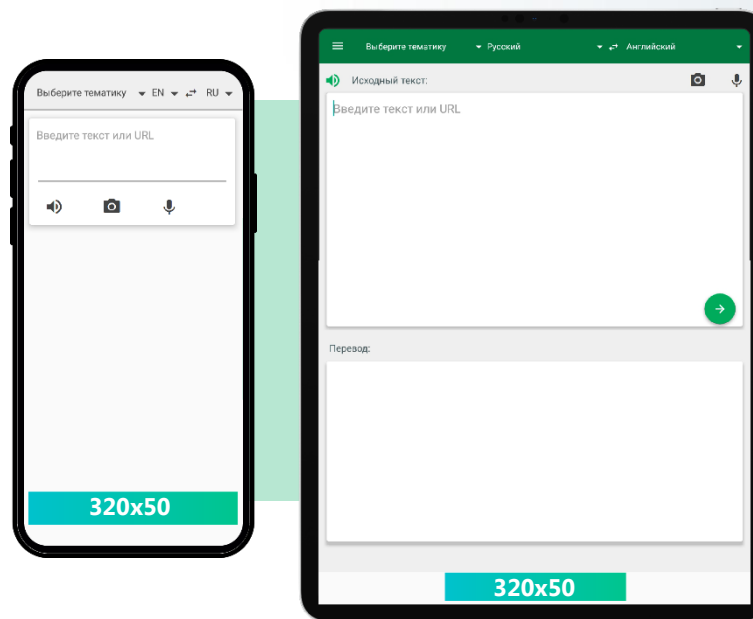 Выберите тематику EN RU
Введите текст или URL
320x50
Выберите тематику Русский Английский
Исходный текст:
Введите текст или URL
Перевод:
320x50